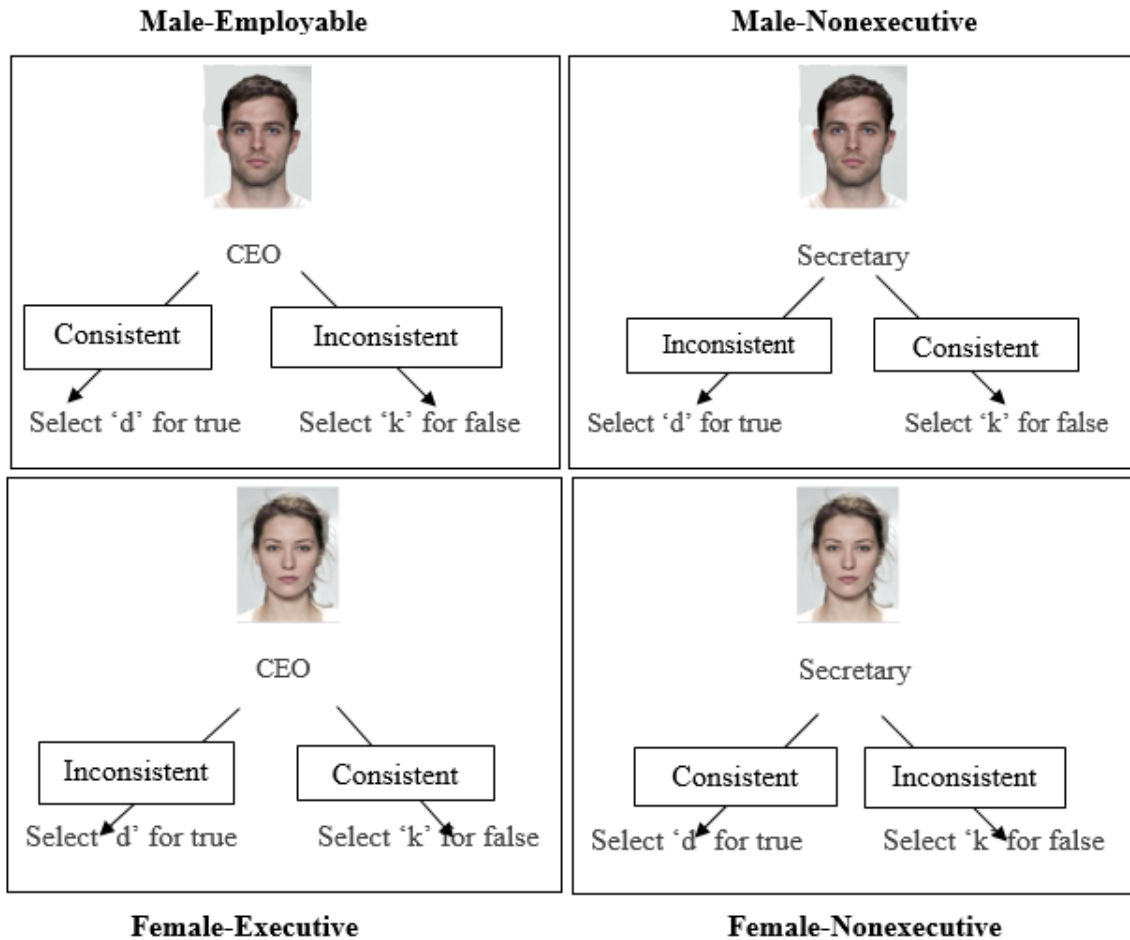 Male-Employable
Male-Nonexecutive
CEO
Consistent
Inconsistent
Select ‘d’ for true
Select ‘k’ for false
Secretary
Inconsistent
Consistent
Select ‘d’ for true
Select ‘k’ for false
CEO
Inconsistent
Consistent
Select ‘d’ for true
Select ‘k’ for false
Secretary
Consistent
Inconsistent
Select ‘d’ for true
Select ‘k’ for false
Female-Executive
Female-Nonexecutive